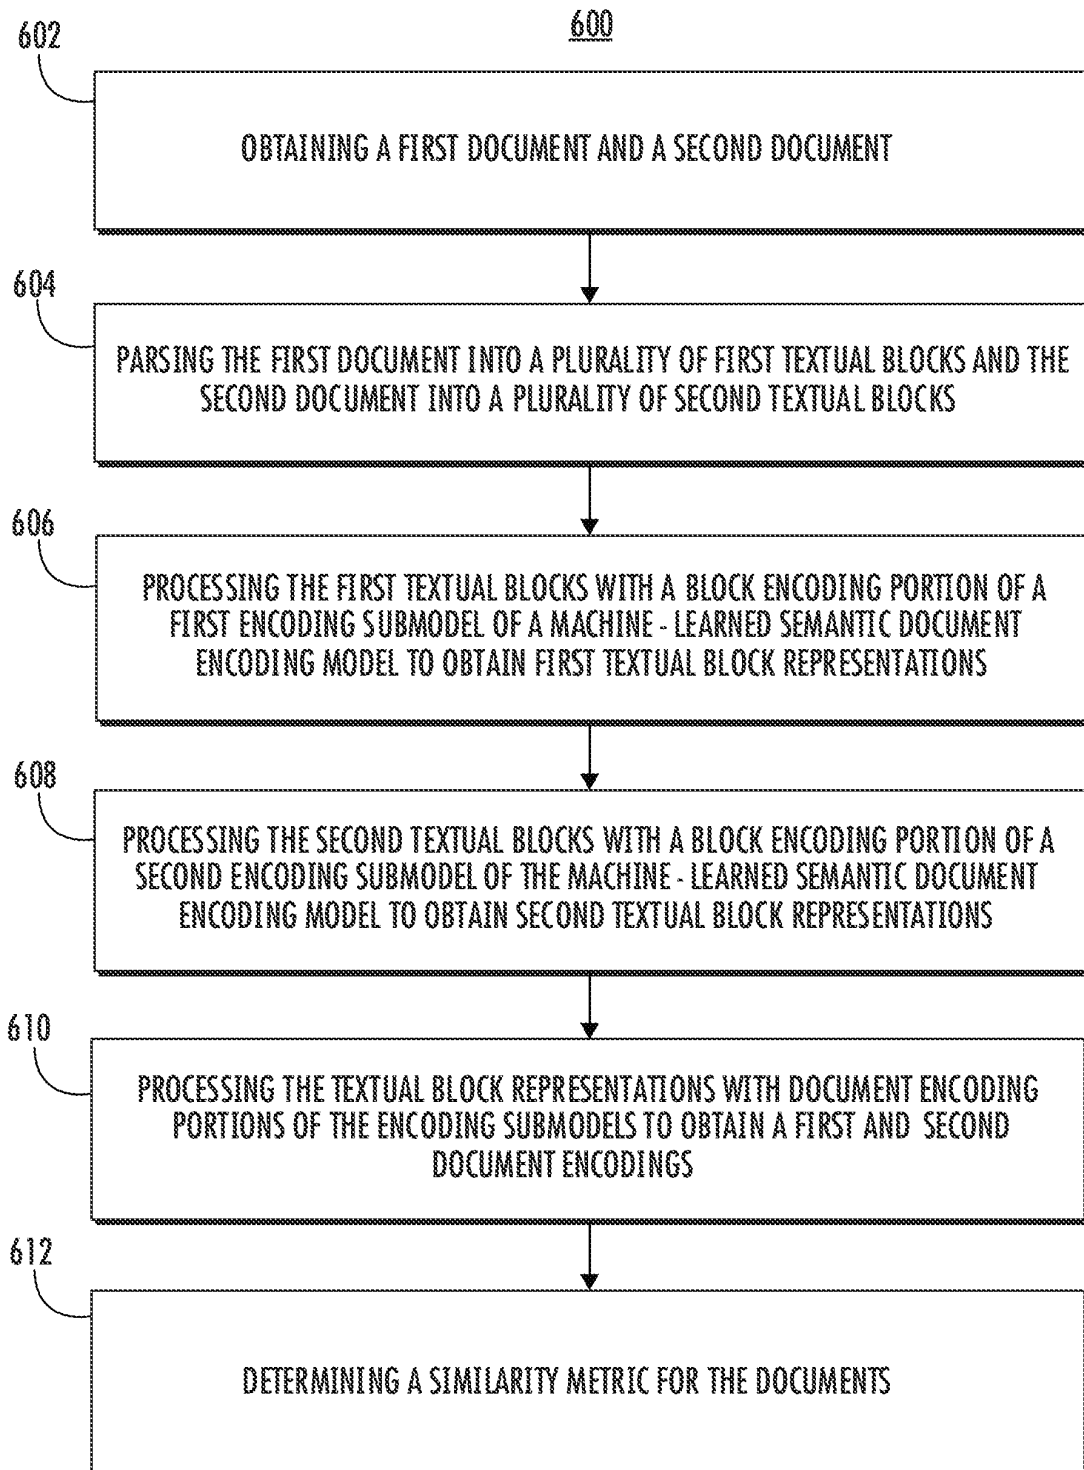 600
602
OBTAINING A FIRST DOCUMENT AND A SECOND DOCUMENT
604
PARSING THE FIRST DOCUMENT INTO A PLURALITY OF FIRST TEXTUAL BLOCKS AND THE
SECOND DOCUMENT INTO A PLURALITY OF SECOND TEXTUAL BLOCKS
606
PROCESSING THE FIRST TEXTUAL BLOCKS WITH A BLOCK ENCODING PORTION OF A
FIRST ENCODING SUBMODEL OF A MACHINE - LEARNED SEMANTIC DOCUMENT
ENCODING MODEL TO OBTAIN FIRST TEXTUAL BLOCK REPRESENTATIONS
608
PROCESSING THE SECOND TEXTUAL BLOCKS WITH A BLOCK ENCODING PORTION OF A
SECOND ENCODING SUBMODEL OF THE MACHINE - LEARNED SEMANTIC DOCUMENT
ENCODING MODEL TO OBTAIN SECOND TEXTUAL BLOCK REPRESENTATIONS
610
PROCESSING THE TEXTUAL BLOCK REPRESENTATIONS WITH DOCUMENT ENCODING
PORTIONS OF THE ENCODING SUBMODELS TO OBTAIN A FIRST AND SECOND
DOCUMENT ENCODINGS
612
DETERMINING A SIMILARITY METRIC FOR THE DOCUMENTS